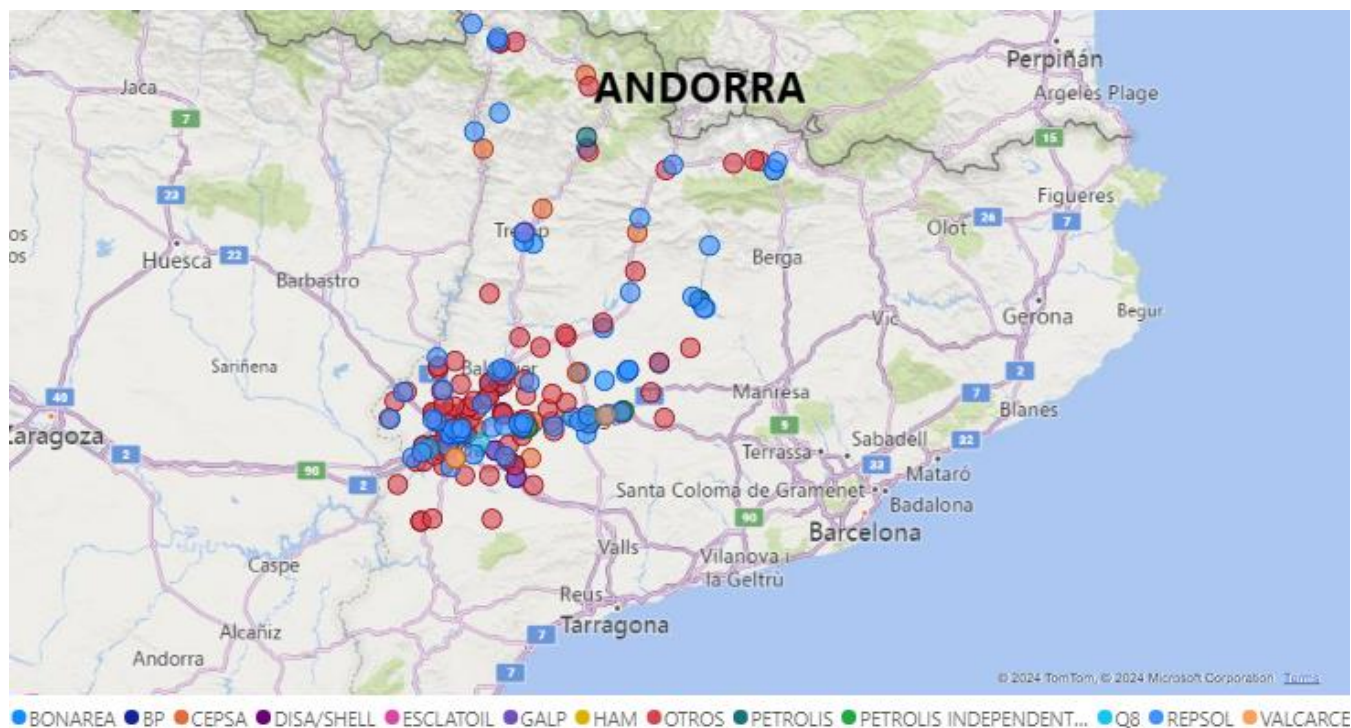 Perpiñán
ANDORRA
Jaca
Argelès Plage
7
15
23
Figueres
26
7
Olot
22
Huesca
Berga
Barbastro
Vic
Gerona
Begur
Sariñena
2
7
40
Manresa
Blanes
Zaragoza
9
Sabadell
32
2
Terrassa
33
90
Mataró
2
Santa Coloma de Gramenet
Badalona
90
Barcelona
Valls
Vilanova i
la Geltrú
Caspe
Reus
Tarragona
Alcañiz
7
Andorra
7
© 2024 TomTom, © 2024 Microsoft Corporation Terms
BONAREA BP CEPSA DISA/SHELL ESCLATOIL GALP HAM OTROS PETROLIS PETROLIS INDEPENDENT... Q8 REPSOL VALCARCE